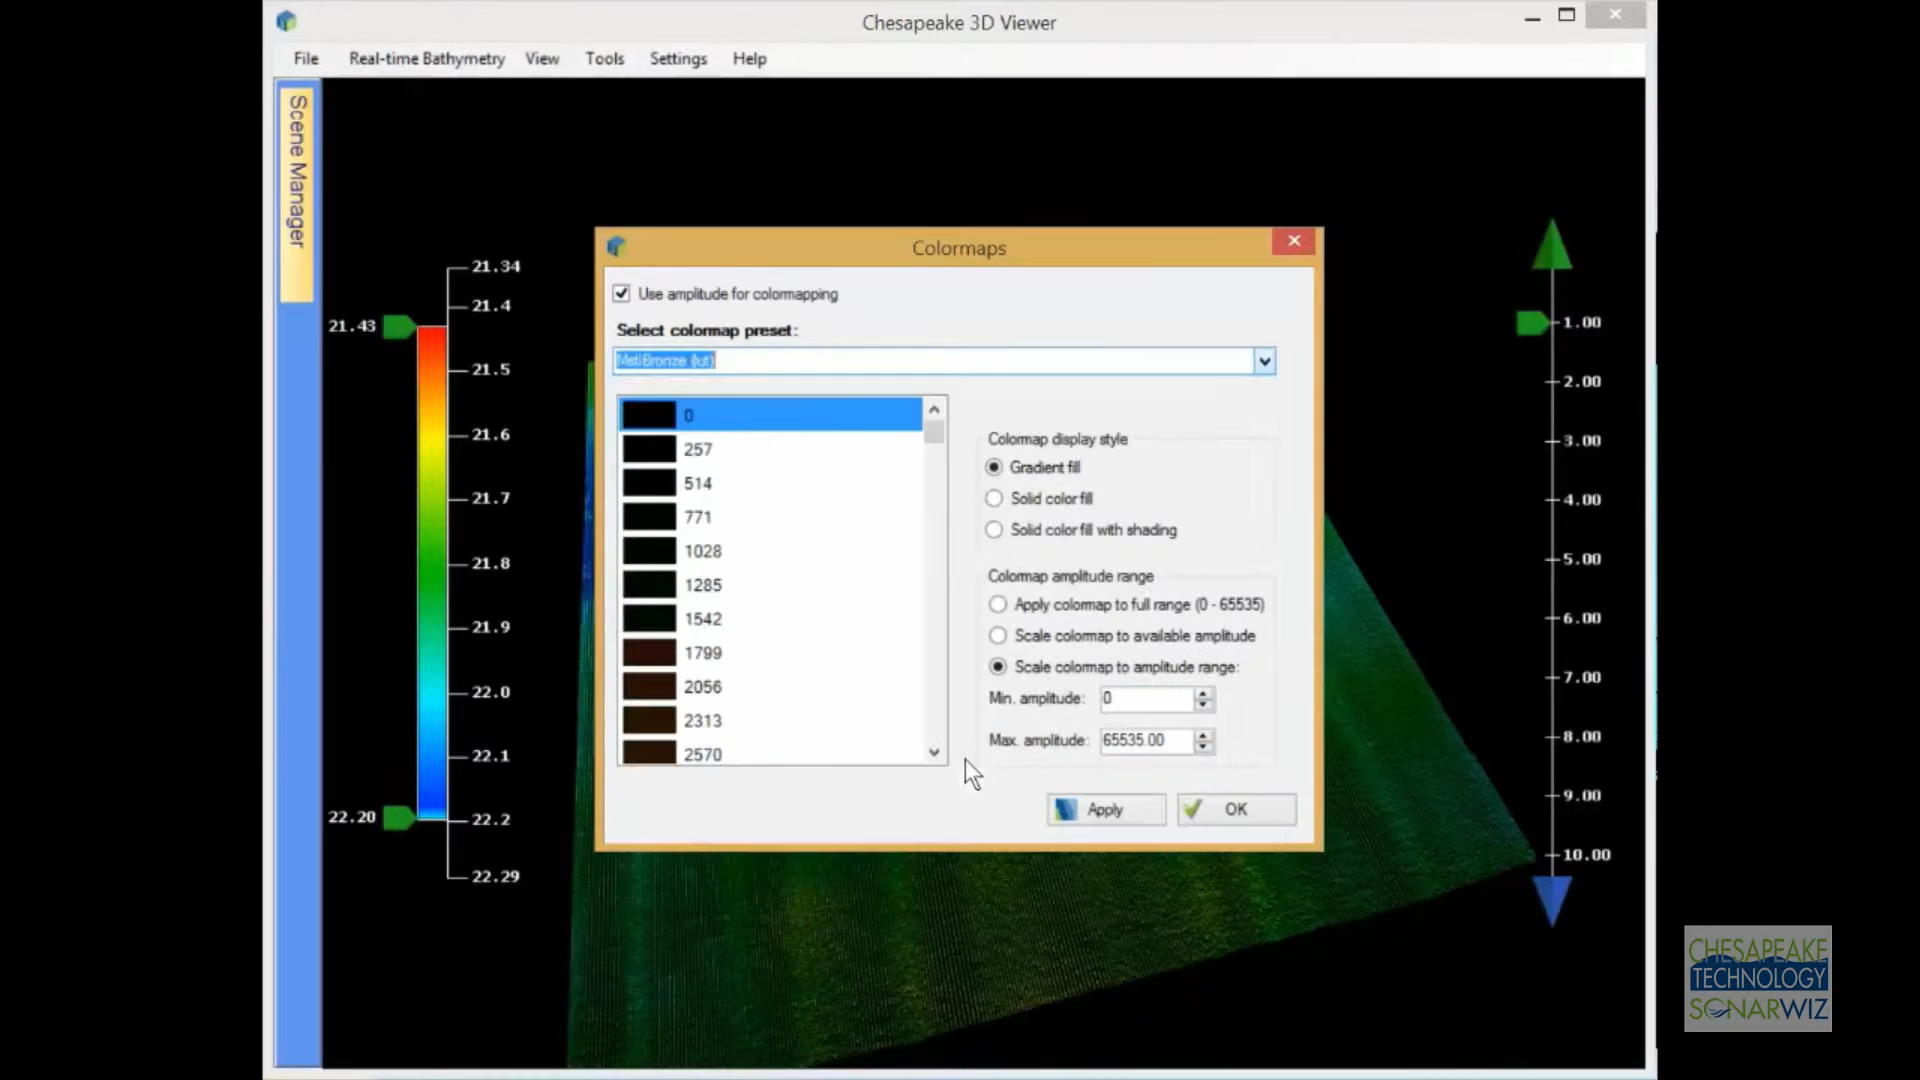 Chesapeake 3D Viewer
File Real-time Bathymetry View Tools Settings Help
Scene Manager
21.34
21.4
21.43
21.5
21.6
21.7
21.8
21.9
22.0
22.1
22.20
22.2
22.29
Colormaps
Use amplitude for colormapping
Select colormap preset:
MstlBronze (lut)
0
257
514
771
1028
1285
1542
1799
2056
2313
2570
Colormap display style
Gradient fill
Solid color fill
Solid color fill with shading
Colormap amplitude range
Apply colormap to full range (0 - 65535)
Scale colormap to available amplitude
Scale colormap to amplitude range:
Min. amplitude: 0
Max. amplitude: 65535.00
Apply OK
1.00
2.00
3.00
4.00
5.00
6.00
7.00
8.00
9.00
10.00
CHESAPEAKE
TECHNOLOGY
SONARWIZ